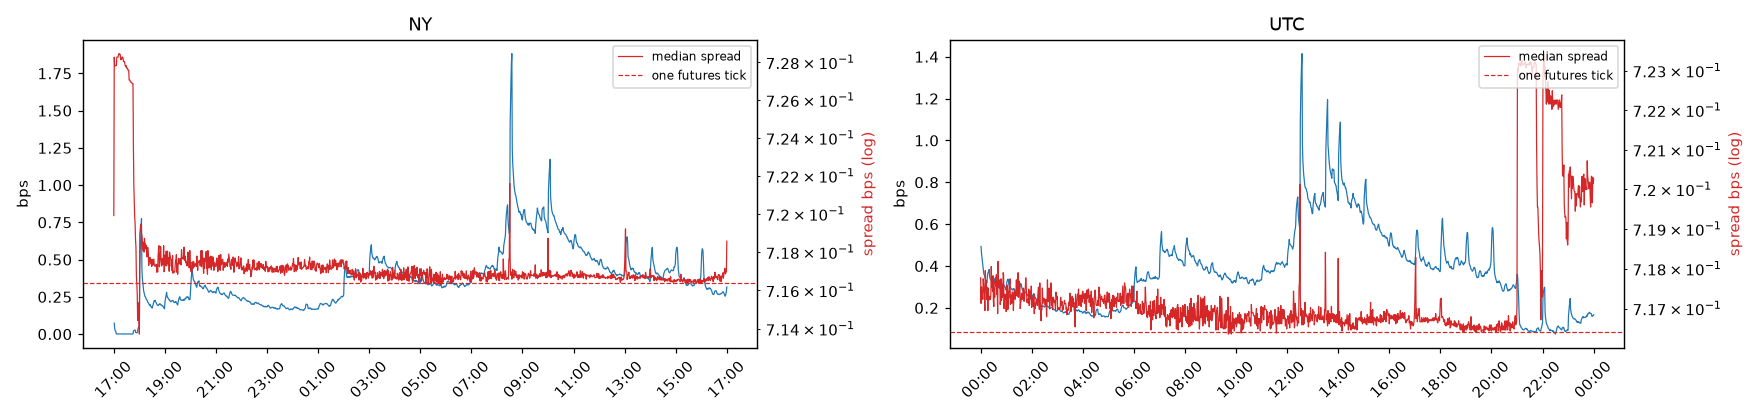 NY
bps
1.75
1.50
1.25
1.00
0.75
0.50
0.25
0.00
median spread
one futures tick
7.28 × 10⁻¹
7.26 × 10⁻¹
7.24 × 10⁻¹
7.22 × 10⁻¹
7.2 × 10⁻¹
7.18 × 10⁻¹
7.16 × 10⁻¹
7.14 × 10⁻¹
spread bps (log)
17:00 19:00 21:00 23:00 01:00 03:00 05:00 07:00 09:00 11:00 13:00 15:00 17:00
UTC
bps
1.4
1.2
1.0
0.8
0.6
0.4
0.2
median spread
one futures tick
7.23 × 10⁻¹
7.22 × 10⁻¹
7.21 × 10⁻¹
7.2 × 10⁻¹
7.19 × 10⁻¹
7.18 × 10⁻¹
7.17 × 10⁻¹
spread bps (log)
00:00 02:00 04:00 06:00 08:00 10:00 12:00 14:00 16:00 18:00 20:00 22:00 00:00